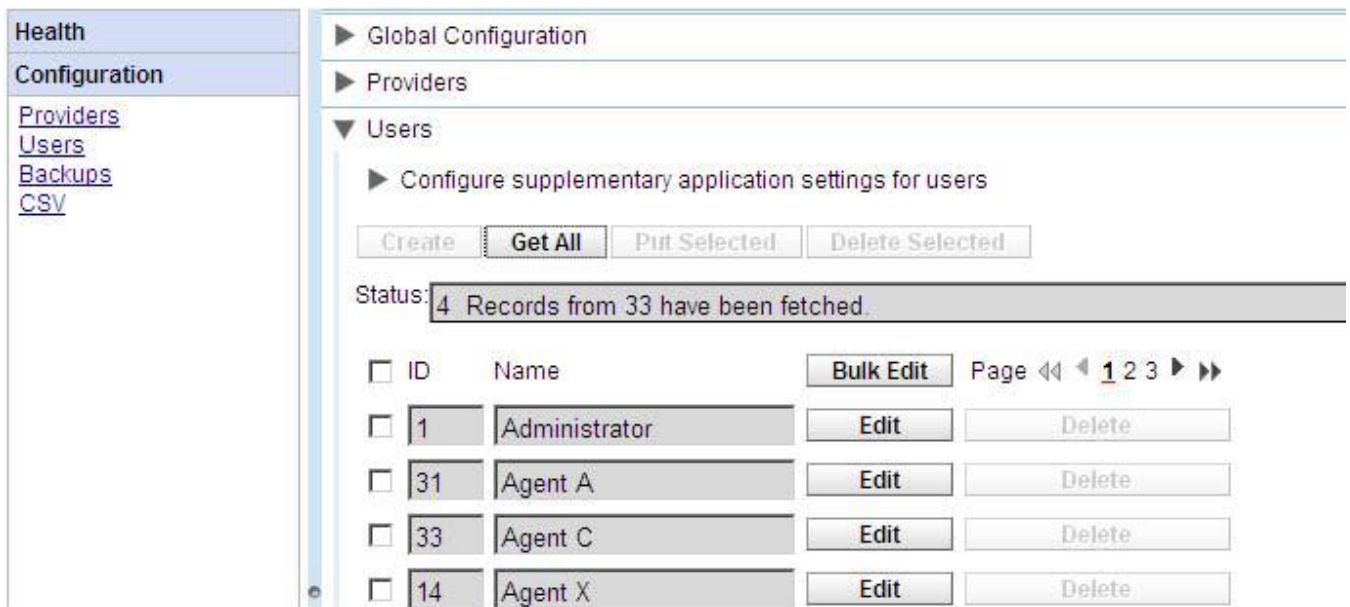 Health
Configuration
Providers
Users
Backups
CSV
Global Configuration
Providers
Users
Configure supplementary application settings for users
Create Get All Put Selected Delete Selected
Status: 4 Records from 33 have been fetched.
ID Name Bulk Edit Page 1 2 3
1 Administrator Edit Delete
31 Agent A Edit Delete
33 Agent C Edit Delete
14 Agent X Edit Delete